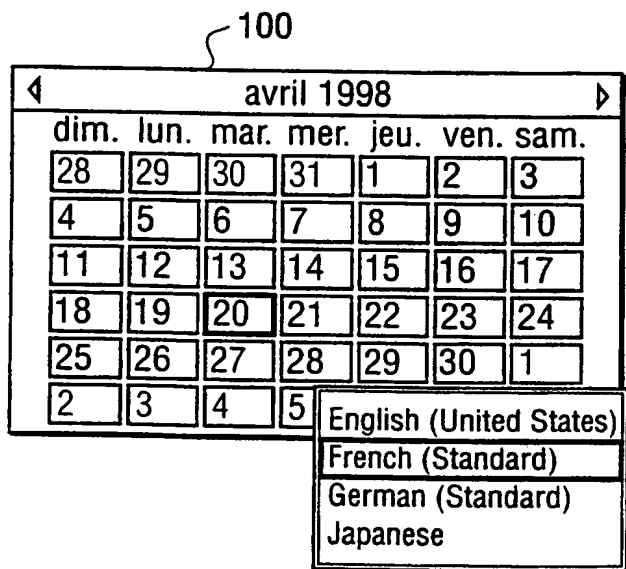 100
avril 1998
dim. lun. mar. mer. jeu. ven. sam.
28 29 30 31 1 2 3
4 5 6 7 8 9 10
11 12 13 14 15 16 17
18 19 20 21 22 23 24
25 26 27 28 29 30 1
2 3 4 5
English (United States)
French (Standard)
German (Standard)
Japanese